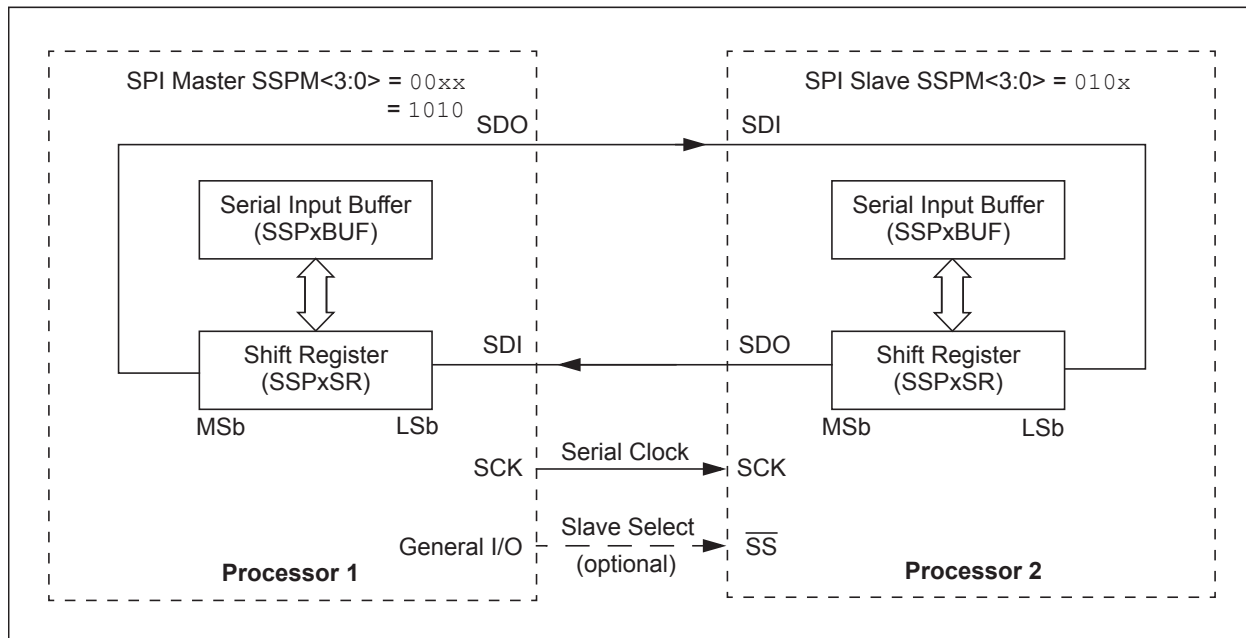 SPI Master SSPM<3:0> = 00xx
= 1010
SDO
Serial Input Buffer
(SSPxBUF)
Shift Register
(SSPxSR)
MSb
LSb
SDI
SCK
General I/O
Processor 1
Serial Clock
Slave Select
(optional)
SPI Slave SSPM<3:0> = 010x
SDI
Serial Input Buffer
(SSPxBUF)
SDO
Shift Register
(SSPxSR)
MSb
LSb
SCK
S̅S̅
Processor 2